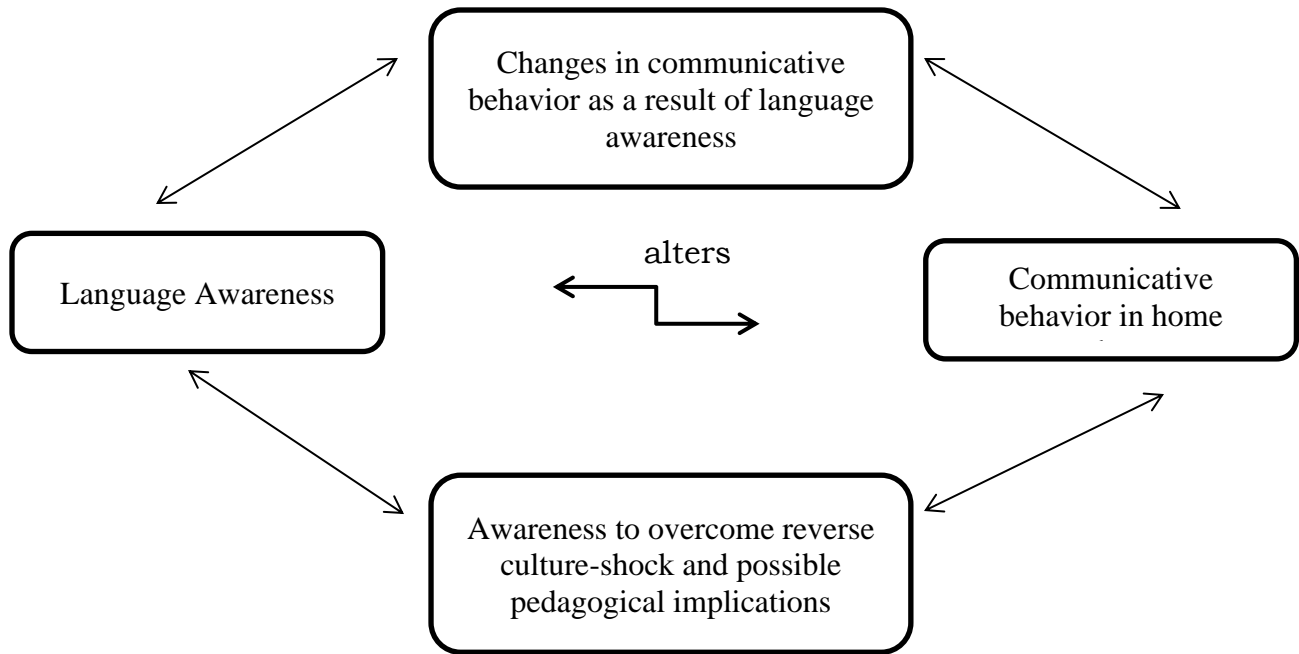 Changes in communicative
behavior as a result of language
awareness
alters
Language Awareness
Communicative
behavior in home
Awareness to overcome reverse
culture-shock and possible
pedagogical implications